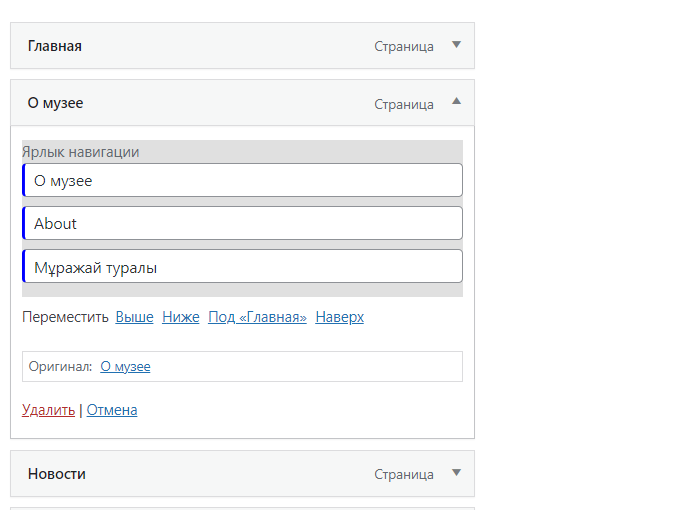 Главная Страница
О музее Страница
Ярлык навигации
О музее
About
Мұражай туралы
Переместить Выше Ниже Под «Главная» Наверх
Оригинал: О музее
Удалить | Отмена
Новости Страница